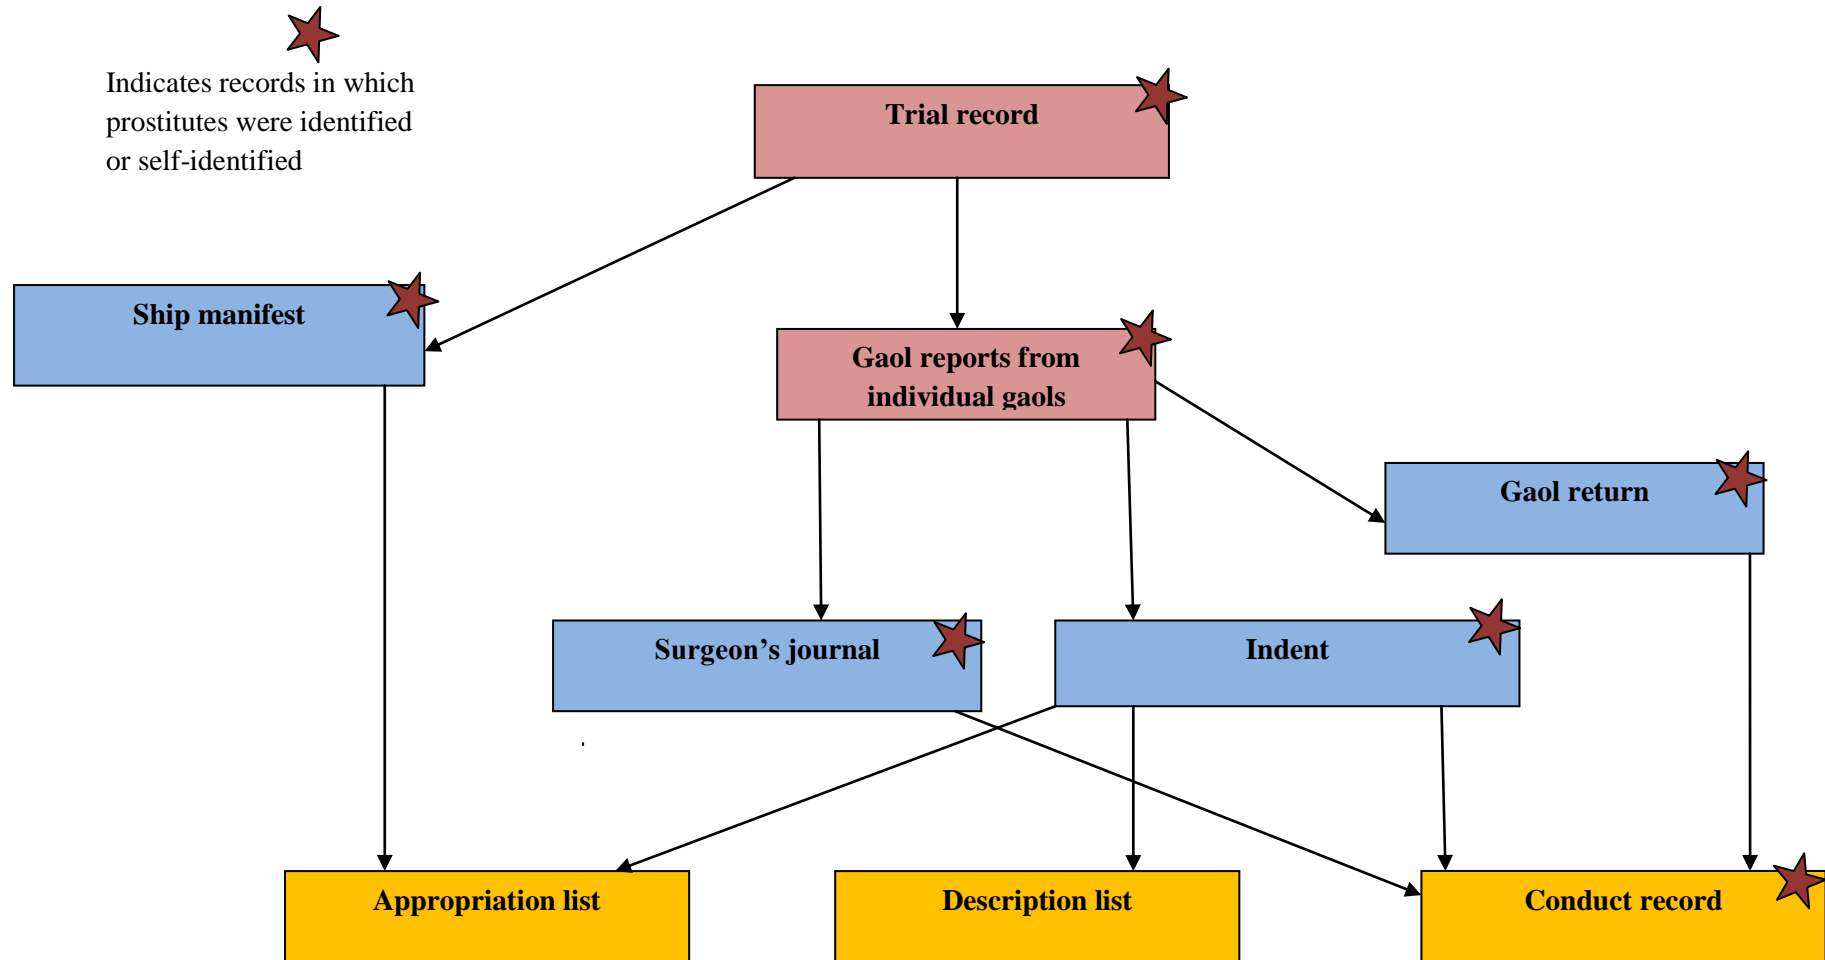 Indicates records in which
prostitutes were identified
or self-identified
Trial record
Ship manifest
Gaol reports from
individual gaols
Gaol return
Surgeon’s journal
Indent
Appropriation list
Description list
Conduct record